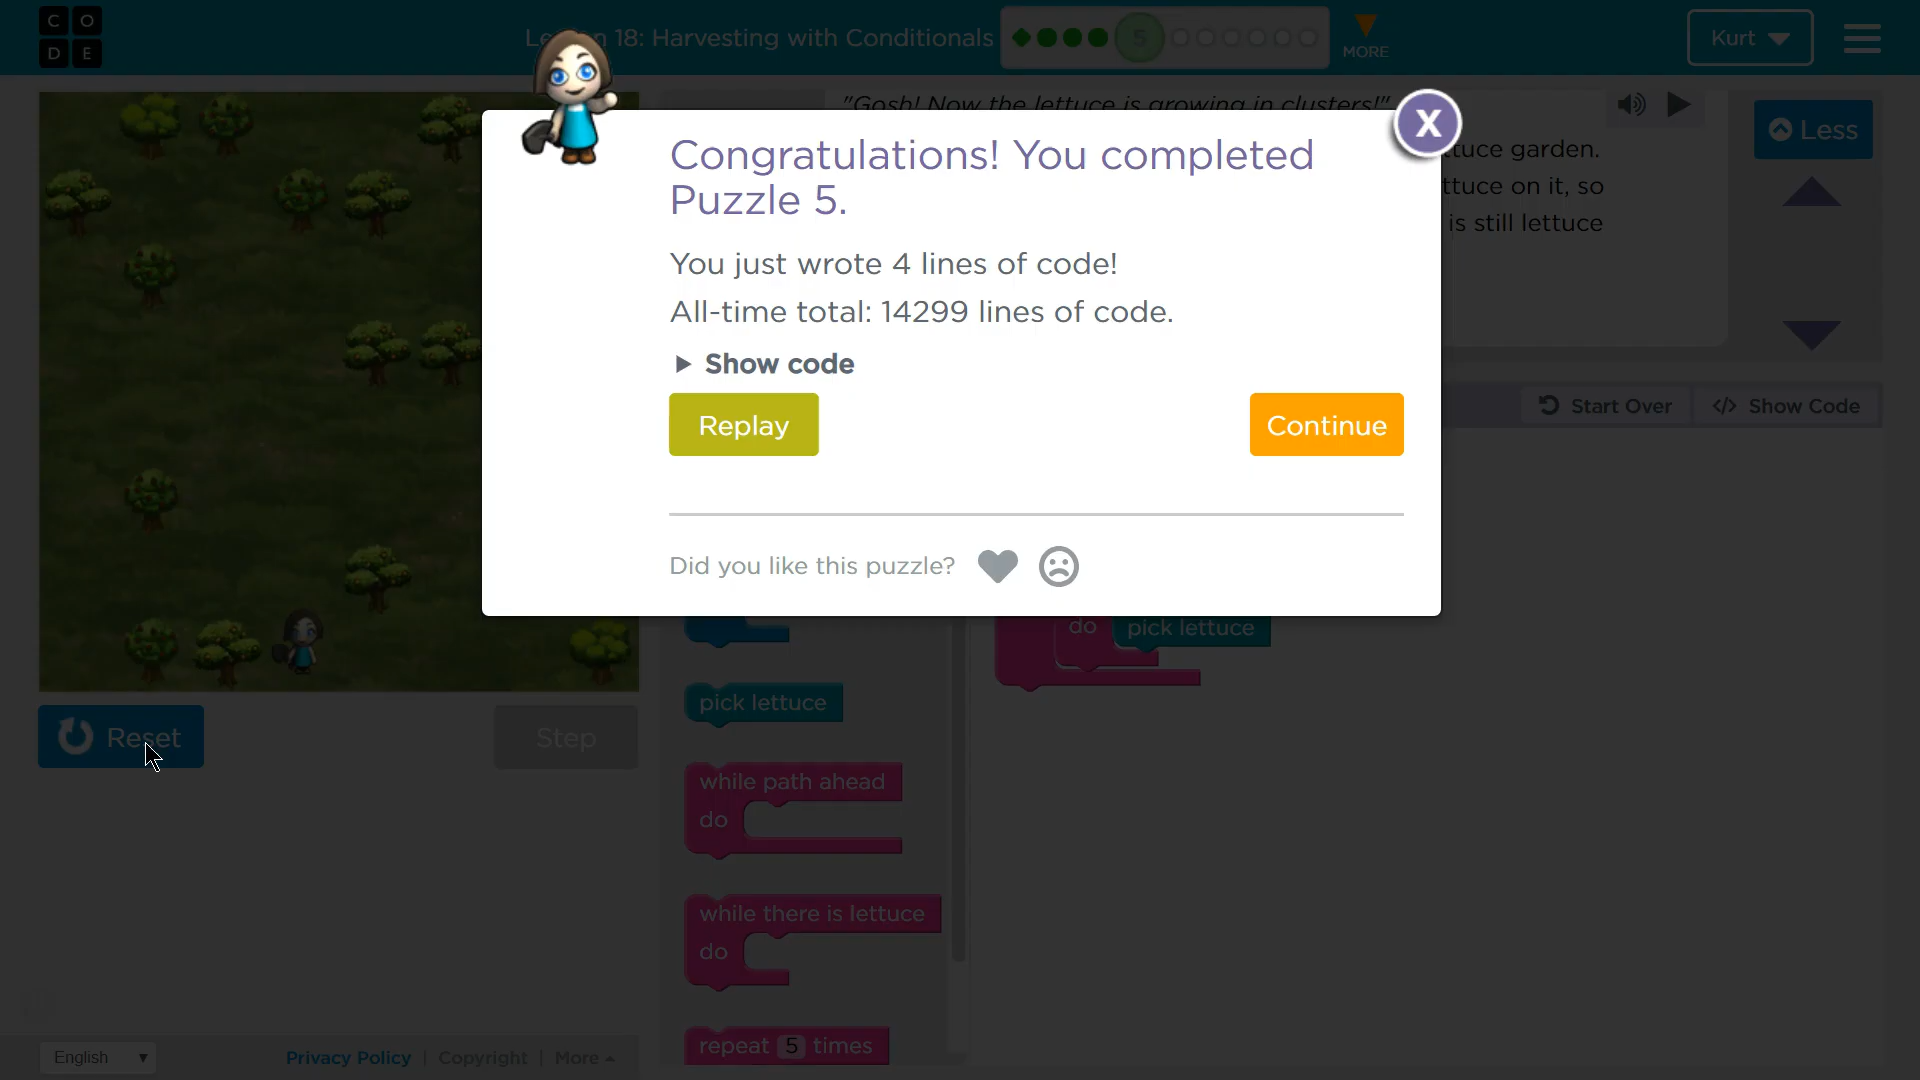 C O
D E
Lesson 18: Harvesting with Conditionals
5
MORE
Kurt
"Gosh! Now the lettuce is growing in clusters!"
Less
ttuce garden.
ttuce on it, so
is still lettuce
X
Congratulations! You completed
Puzzle 5.
You just wrote 4 lines of code!
All-time total: 14299 lines of code.
Show code
Replay
Continue
Start Over
</> Show Code
Did you like this puzzle?
do
pick lettuce
pick lettuce
Reset
Step
while path ahead
do
while there is lettuce
do
repeat 5 times
English
Privacy Policy | Copyright | More